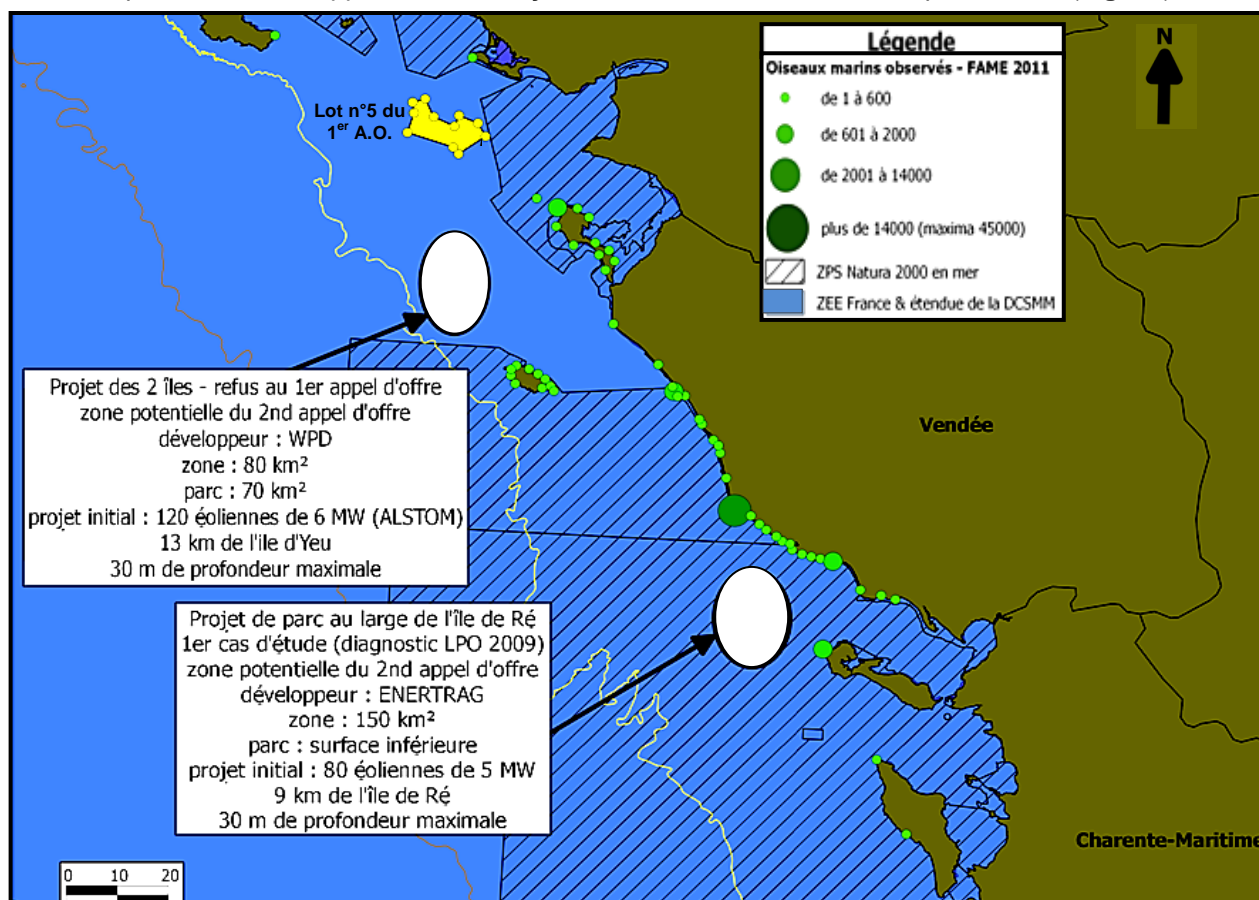 Légende
Oiseaux marins observés - FAME 2011
de 1 à 600
de 601 à 2000
de 2001 à 14000
plus de 14000 (maxima 45000)
ZPS Natura 2000 en mer
ZEE France & étendue de la DCSMM
N
Lot n°5 du
1er A.O.
Vendée
Projet des 2 îles - refus au 1er appel d'offre
zone potentielle du 2nd appel d'offre
développeur : WPD
zone : 80 km²
parc : 70 km²
projet initial : 120 éoliennes de 6 MW (ALSTOM)
13 km de l'ile d'Yeu
30 m de profondeur maximale
Projet de parc au large de l'île de Ré
1er cas d'étude (diagnostic LPO 2009)
zone potentielle du 2nd appel d'offre
développeur : ENERTRAG
zone : 150 km²
parc : surface inférieure
projet initial : 80 éoliennes de 5 MW
9 km de l'île de Ré
30 m de profondeur maximale
Charente-Maritime
0 10 20